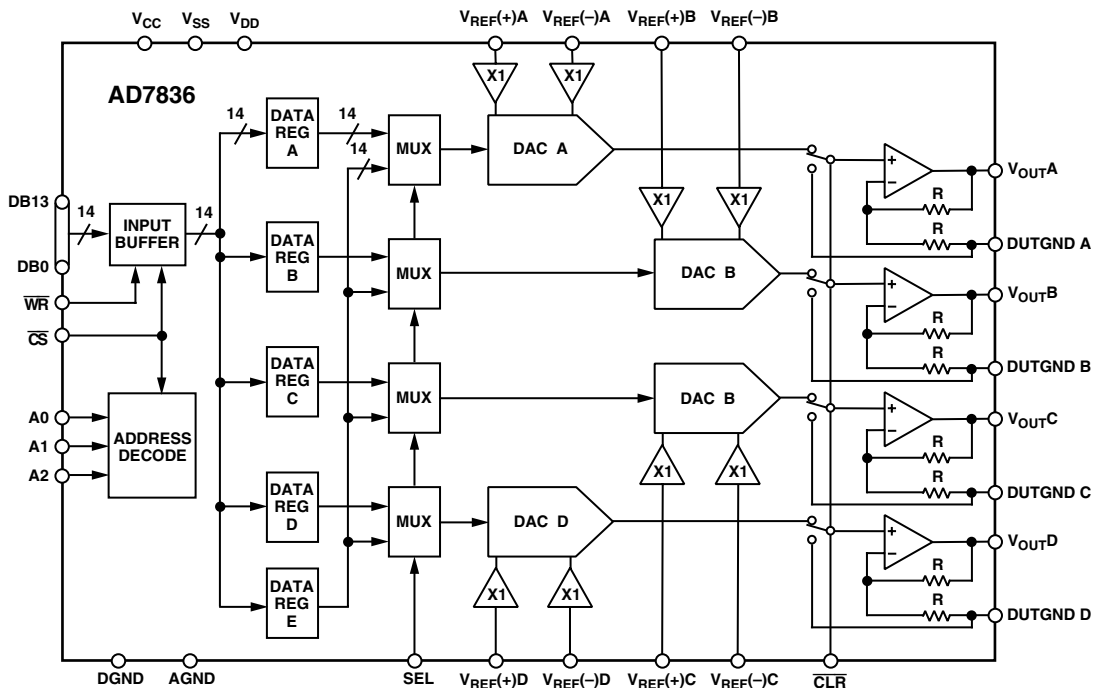 VCC VSS VDD VREF(+)A VREF(–)A VREF(+)B VREF(–)B
AD7836
X1 X1
14 DATA REG A 14 MUX DAC A
14
DB13 14 INPUT BUFFER 14
DB0
+ – VOUTA
R
R DUTGND A
X1 X1
DATA REG B MUX DAC B
WR
CS
+ – VOUTB
R
R DUTGND B
DATA REG C MUX DAC B
X1 X1
A0
A1 ADDRESS DECODE
A2
+ – VOUTC
R
R DUTGND C
DATA REG D MUX DAC D
X1 X1
+ – VOUTD
R
R DUTGND D
DATA REG E
DGND AGND SEL VREF(+)D VREF(–)D VREF(+)C VREF(–)C CLR